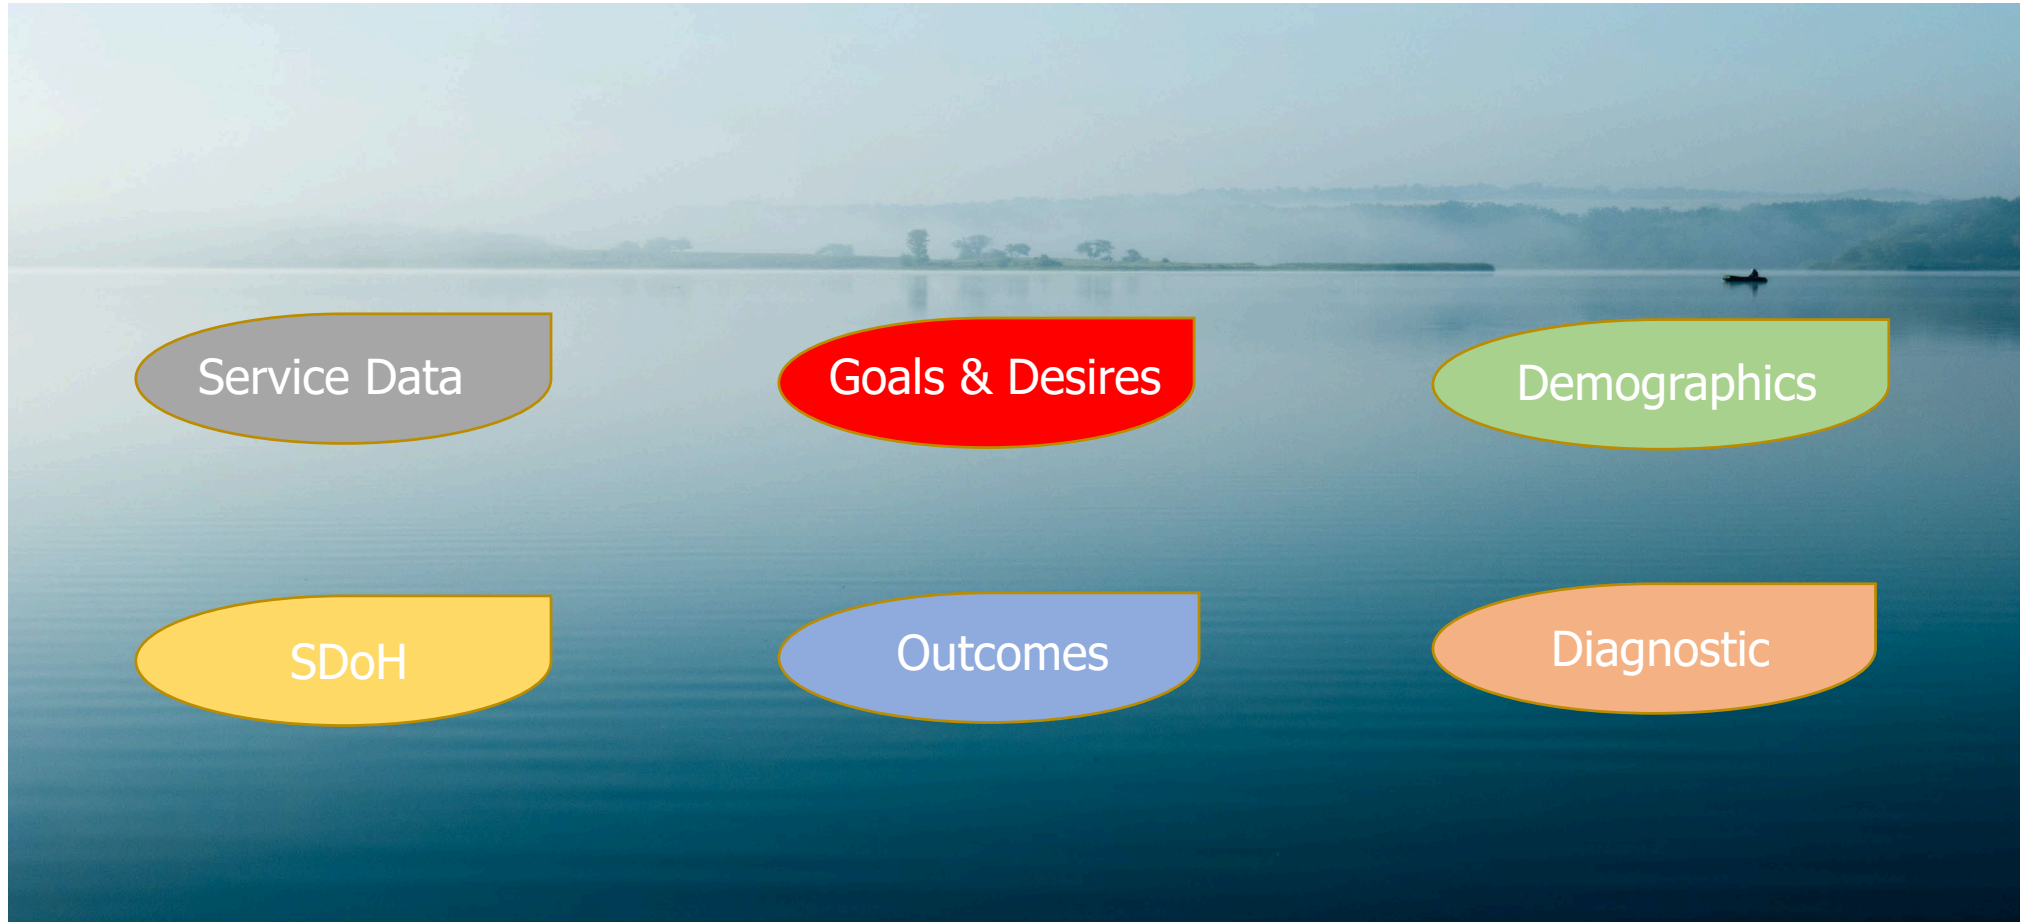 Service Data
Goals & Desires
Demographics
SDoH
Outcomes
Diagnostic